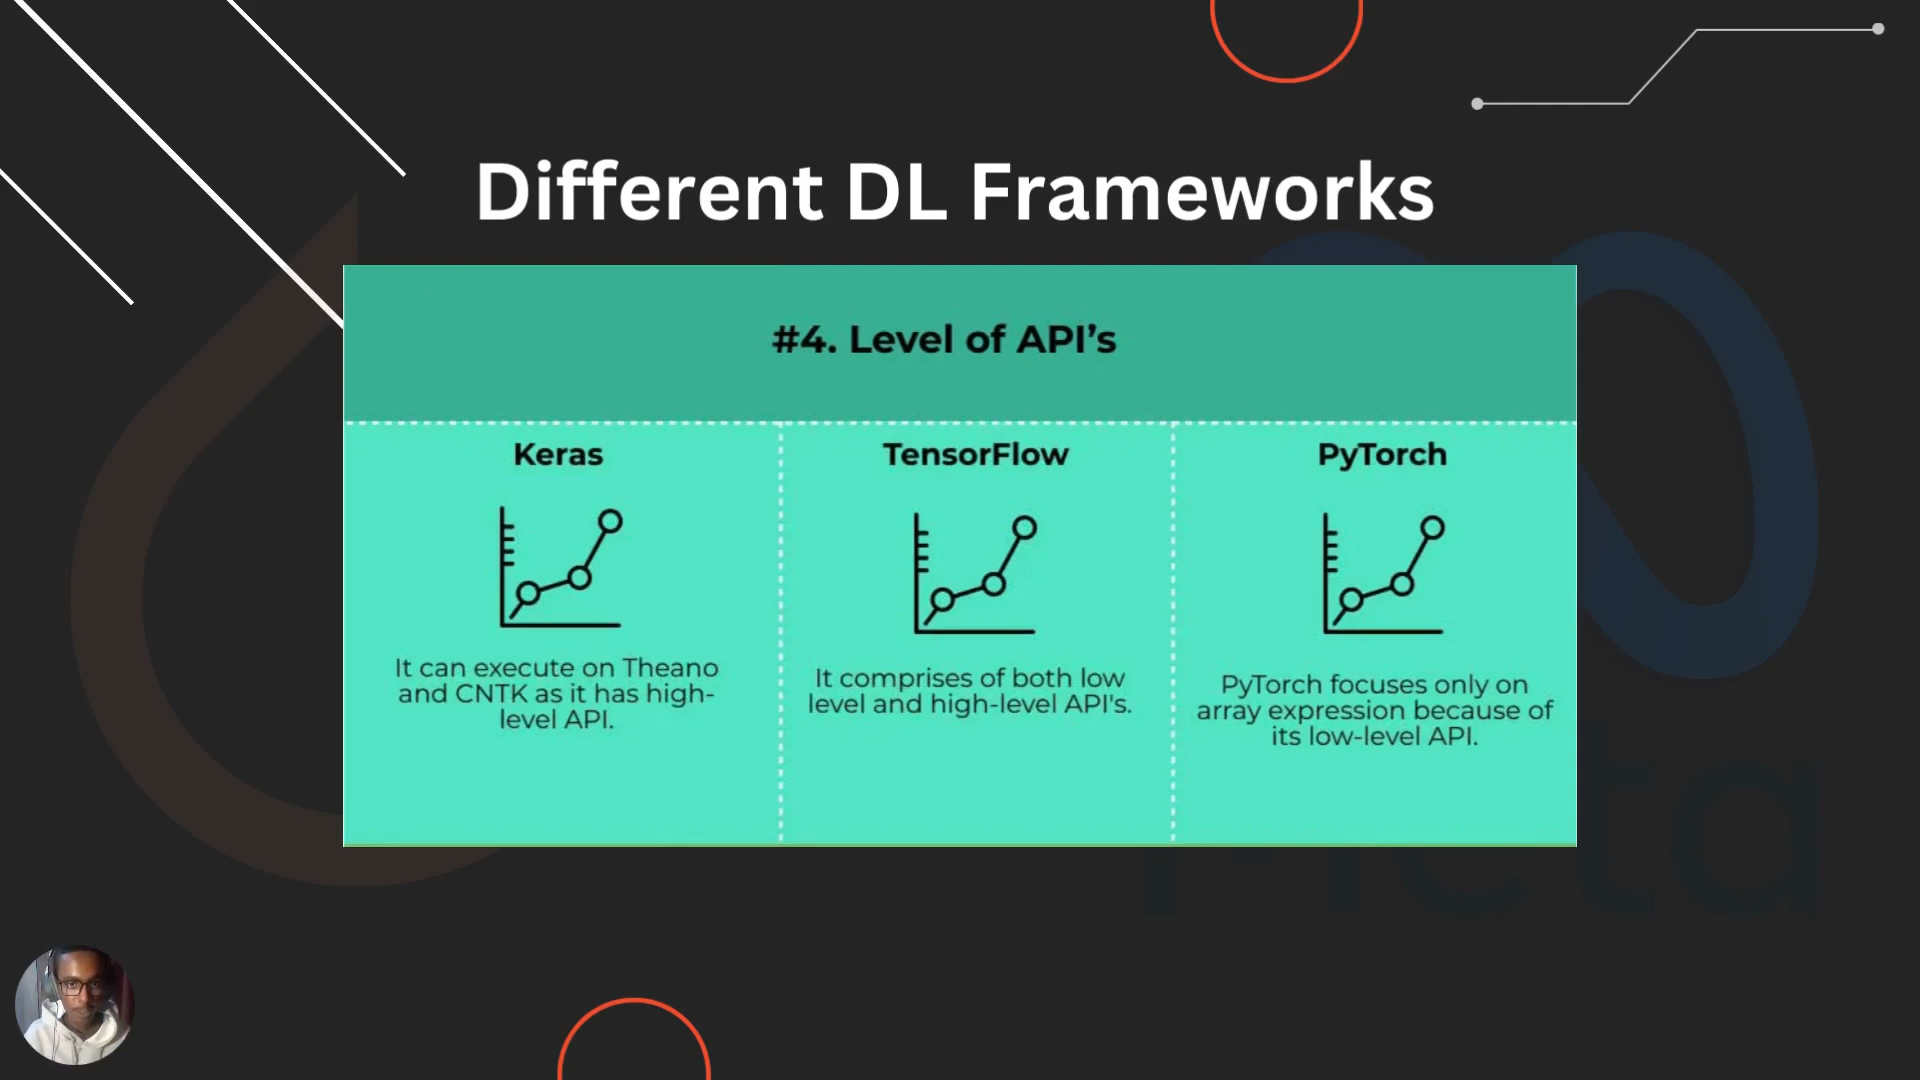 Different DL Frameworks
#4. Level of API's
Keras
It can execute on Theano
and CNTK as it has high-
level API.
TensorFlow
It comprises of both low
level and high-level API's.
PyTorch
PyTorch focuses only on
array expression because of
its low-level API.
Meta